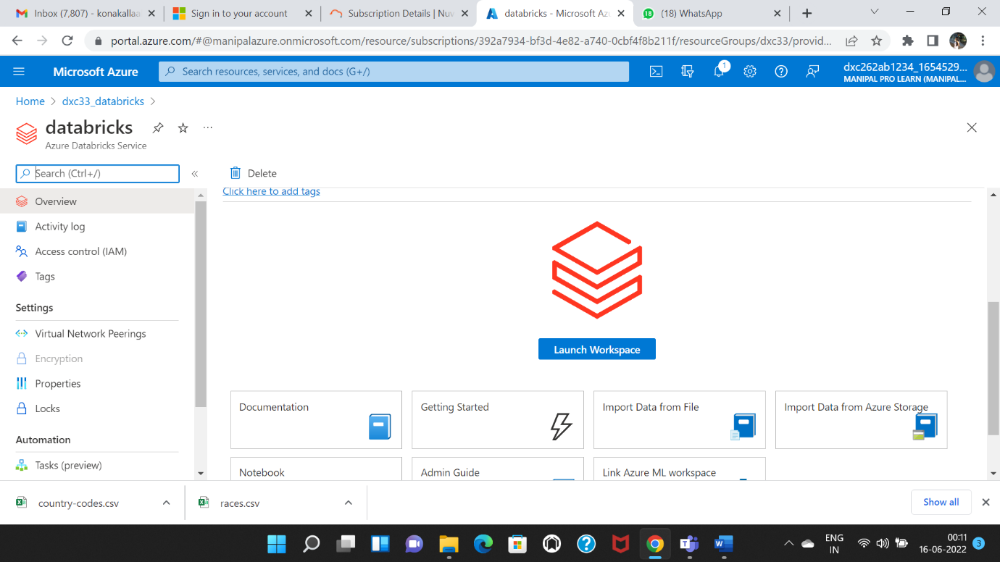 Inbox (7,807) - konakallaa
Sign in to your account
Subscription Details | Nuv
databricks - Microsoft Az
18
(18) WhatsApp
portal.azure.com/#@manipalazure.onmicrosoft.com/resource/subscriptions/392a7934-bf3d-4e82-a740-0cbf4f8b211f/resourceGroups/dxc33/provid...
Microsoft Azure
Search resources, services, and docs (G+/)
1
dxc262ab1234_1654529...
MANIPAL PRO LEARN (MANIPAL...
Home > dxc33_databricks >
databricks
...
Azure Databricks Service
Search (Ctrl+/)
«
Delete
Click here to add tags
Overview
Activity log
Access control (IAM)
Tags
Settings
Virtual Network Peerings
Encryption
Properties
Locks
Automation
Tasks (preview)
Launch Workspace
Documentation
Getting Started
Import Data from File
Import Data from Azure Storage
Notebook
Admin Guide
Link Azure ML workspace
country-codes.csv
races.csv
Show all
ENG
IN
00:11
16-06-2022
3